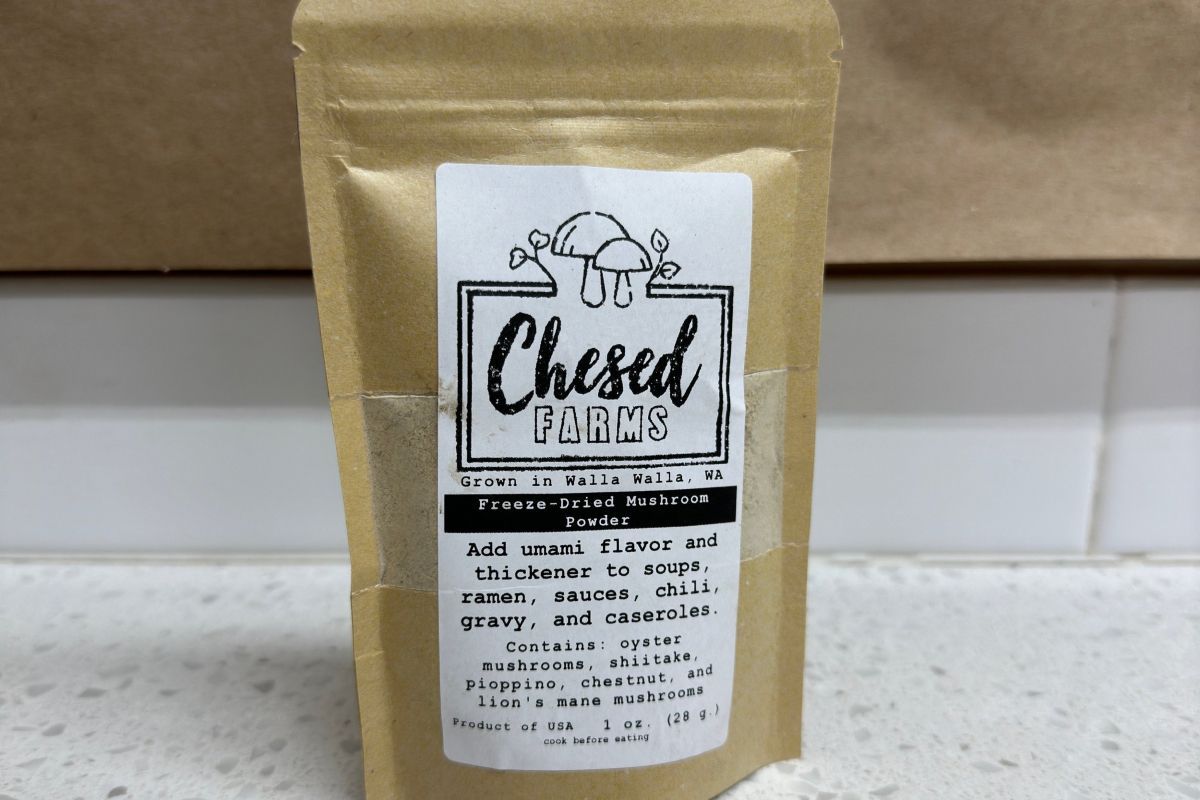 Chesed
FARMS
Grown in Walla Walla, WA
Freeze-Dried Mushroom
Powder
Add umami flavor and
thickener to soups,
ramen, sauces, chili,
gravy, and caseroles.
Contains: oyster
mushrooms, shiitake,
pioppino, chestnut, and
lion's mane mushrooms
Product of USA 1 oz. (28 g.)
cook before eating